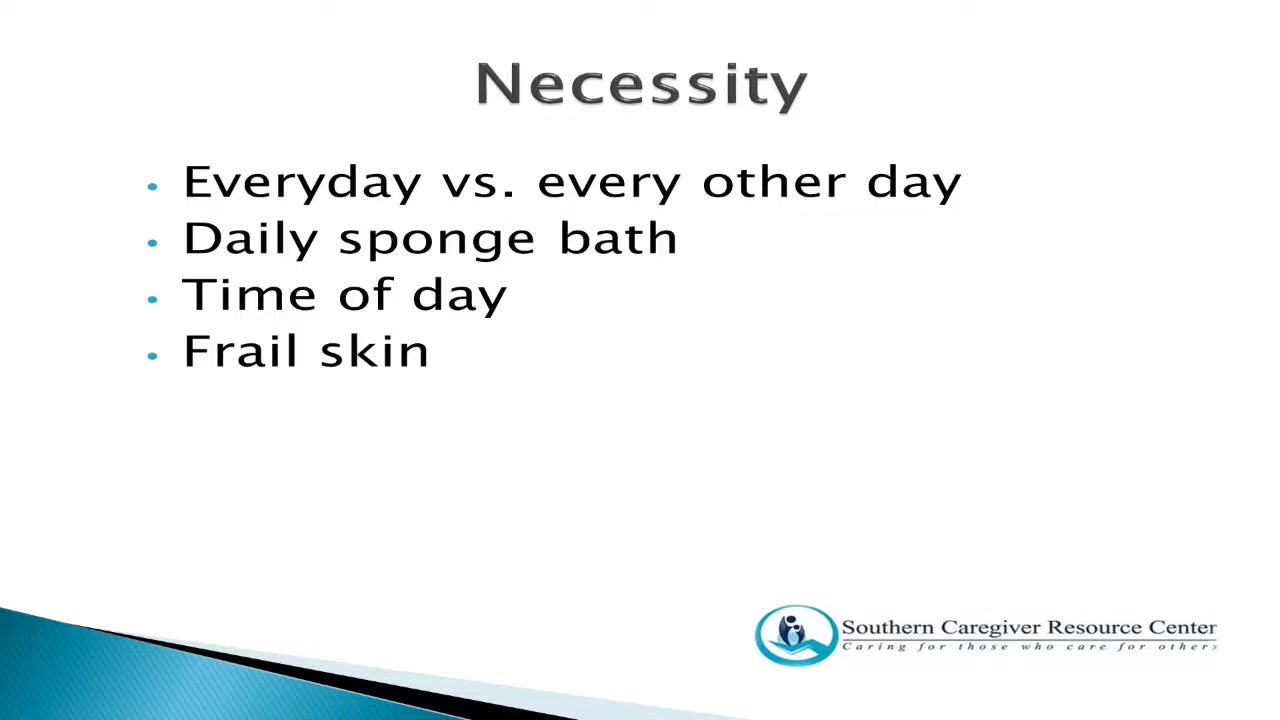 Necessity
• Everyday vs. every other day
• Daily sponge bath
• Time of day
• Frail skin
Southern Caregiver Resource Center
Caring for those who care for others